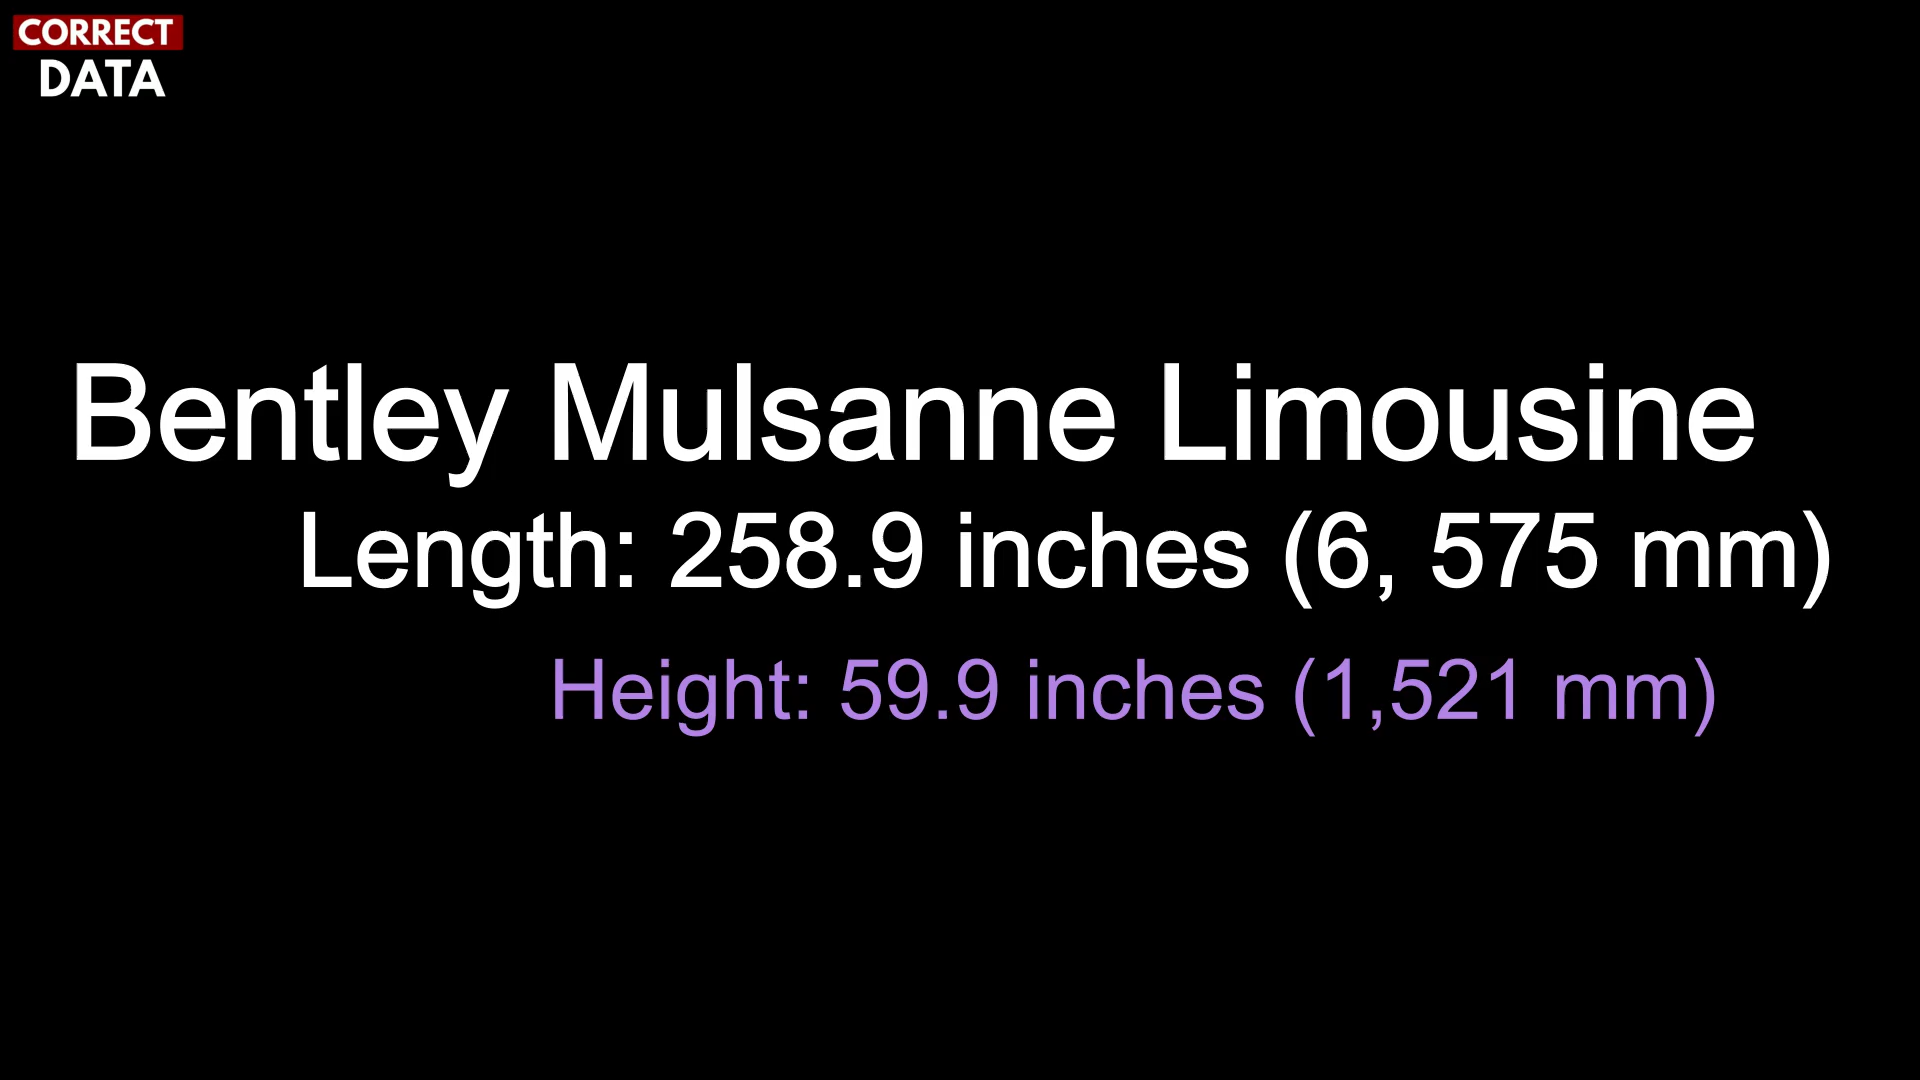 CORRECT
DATA
Bentley Mulsanne Limousine
Length: 258.9 inches (6, 575 mm)
Height: 59.9 inches (1,521 mm)